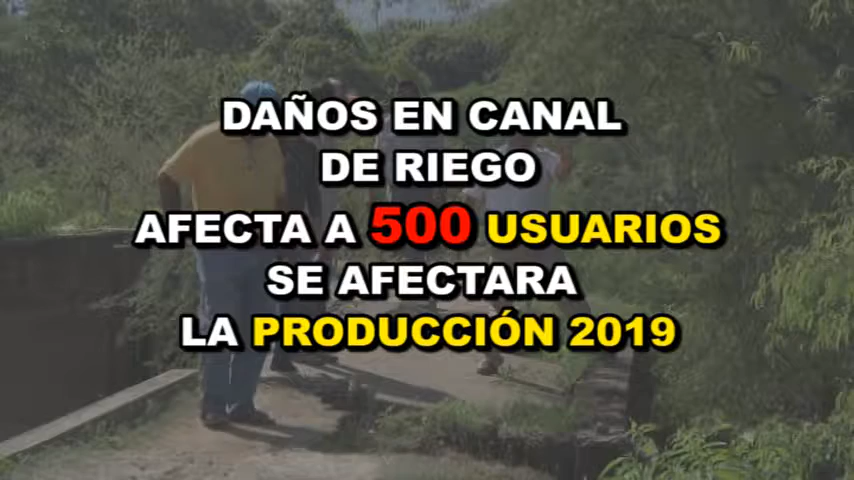 DAÑOS EN CANAL
DE RIEGO
AFECTA A 500 USUARIOS
SE AFECTARA
LA PRODUCCIÓN 2019